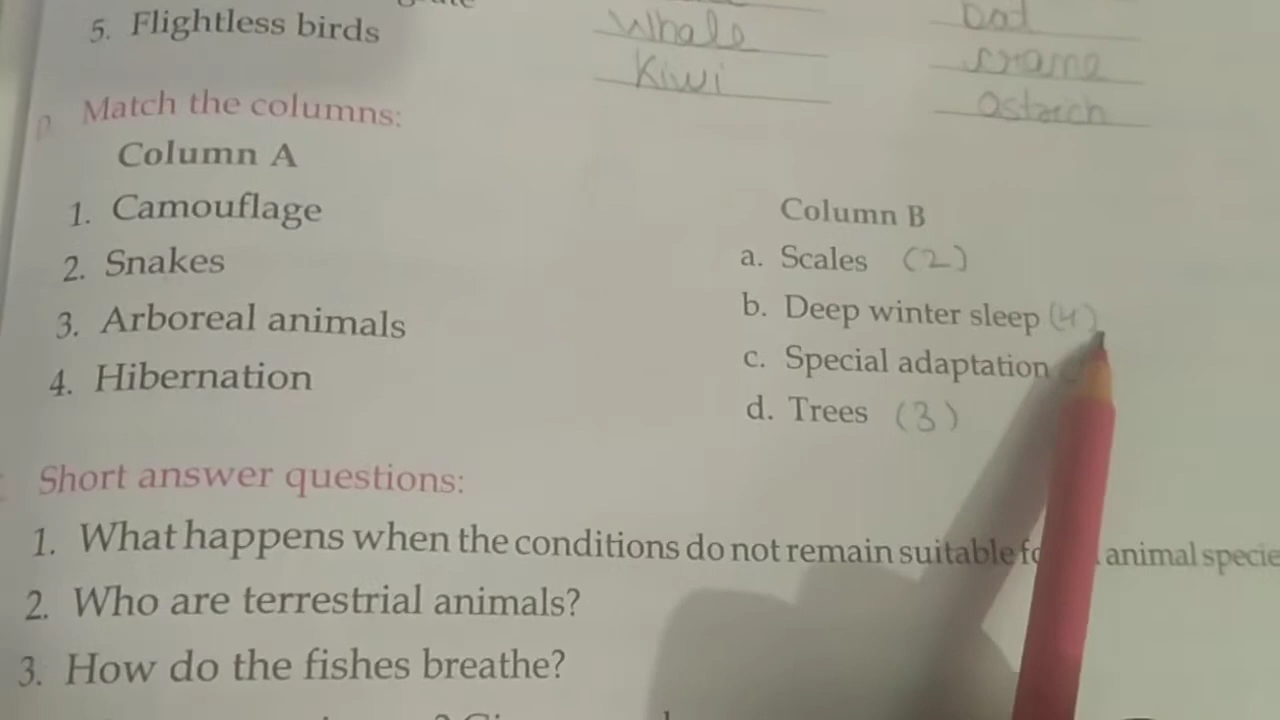 5. Flightless birds
Whale
Kiwi
bat
crame
ostarch
Match the columns:
Column A
1. Camouflage
2. Snakes
3. Arboreal animals
4. Hibernation
Column B
a. Scales (2)
b. Deep winter sleep (4)
c. Special adaptation
d. Trees (3)
Short answer questions:
1. What happens when the conditions do not remain suitable animal specie
2. Who are terrestrial animals?
3. How do the fishes breathe?